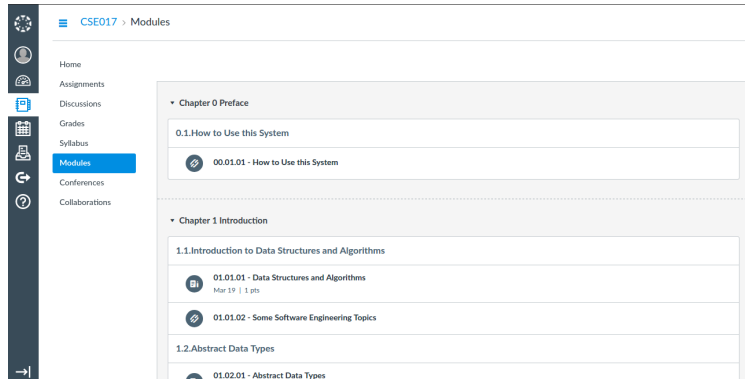 CSE017 > Modules
Home
Assignments
Discussions
Grades
Syllabus
Modules
Conferences
Collaborations
Chapter 0 Preface
0.1.How to Use this System
00.01.01 - How to Use this System
Chapter 1 Introduction
1.1.Introduction to Data Structures and Algorithms
01.01.01 - Data Structures and Algorithms
Mar 19 | 1 pts
01.01.02 - Some Software Engineering Topics
1.2.Abstract Data Types
01.02.01 - Abstract Data Types